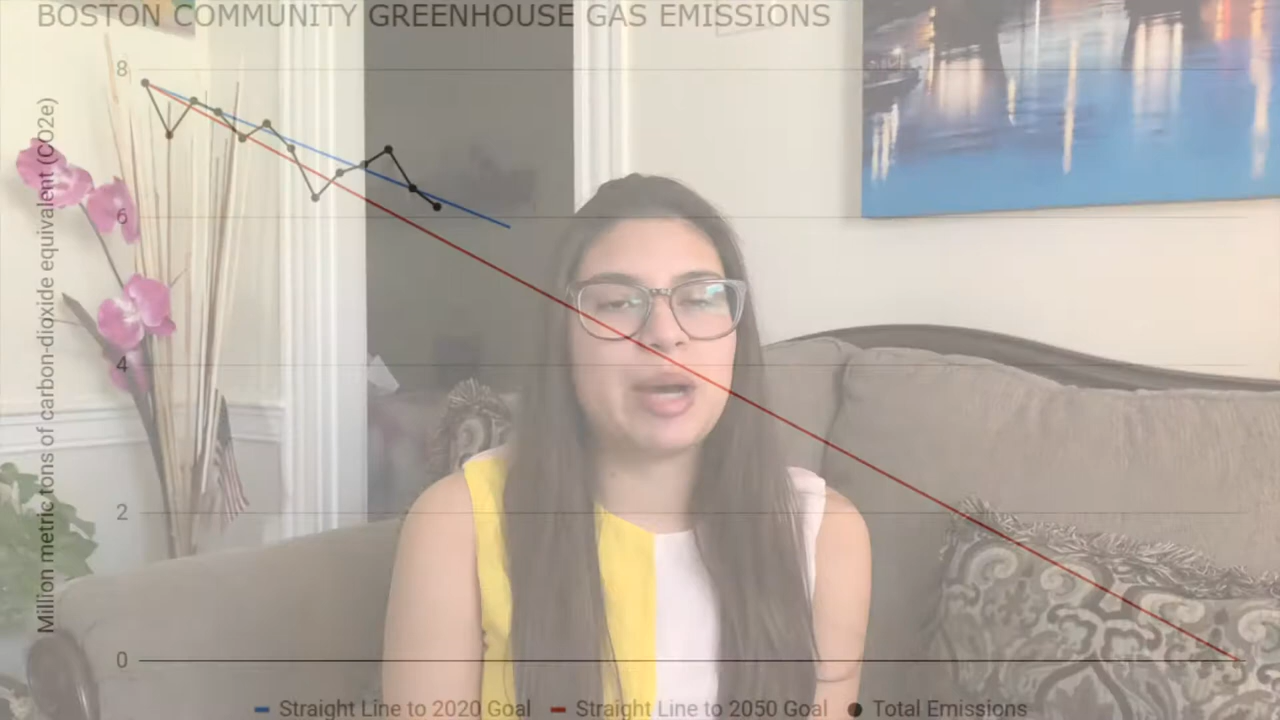 BOSTON COMMUNITY GREENHOUSE GAS EMISSIONS
Million metric tons of carbon-dioxide equivalent (CO2e)
8
6
4
2
0
Straight Line to 2020 Goal Straight Line to 2050 Goal Total Emissions